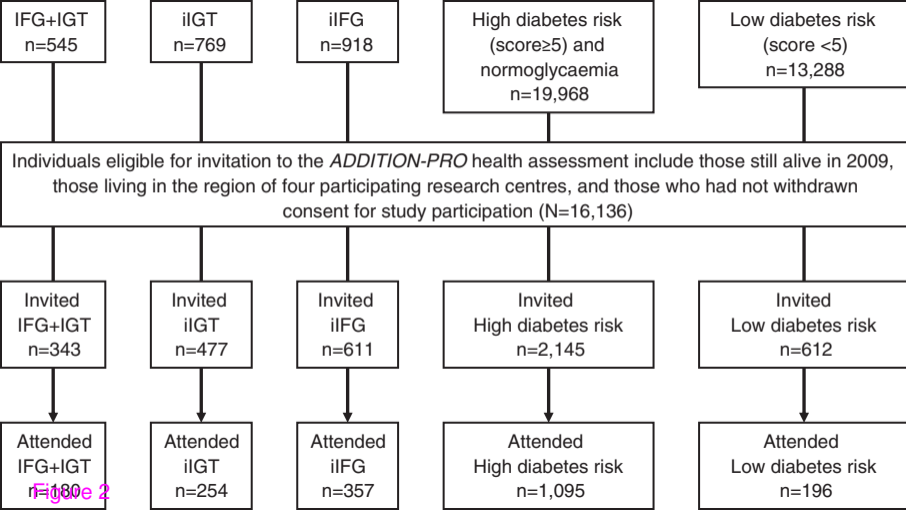 IFG+IGT
n=545
iIGT
n=769
iIFG
n=918
High diabetes risk
(score≥5) and
normoglycaemia
n=19,968
Low diabetes risk
(score <5)
n=13,288
Individuals eligible for invitation to the ADDITION-PRO health assessment include those still alive in 2009,
those living in the region of four participating research centres, and those who had not withdrawn
consent for study participation (N=16,136)
Invited
IFG+IGT
n=343
Invited
iIGT
n=477
Invited
iIFG
n=611
Invited
High diabetes risk
n=2,145
Invited
Low diabetes risk
n=612
Attended
IFG+IGT
n=180
Attended
iIGT
n=254
Attended
iIFG
n=357
Attended
High diabetes risk
n=1,095
Attended
Low diabetes risk
n=196
Figure 2